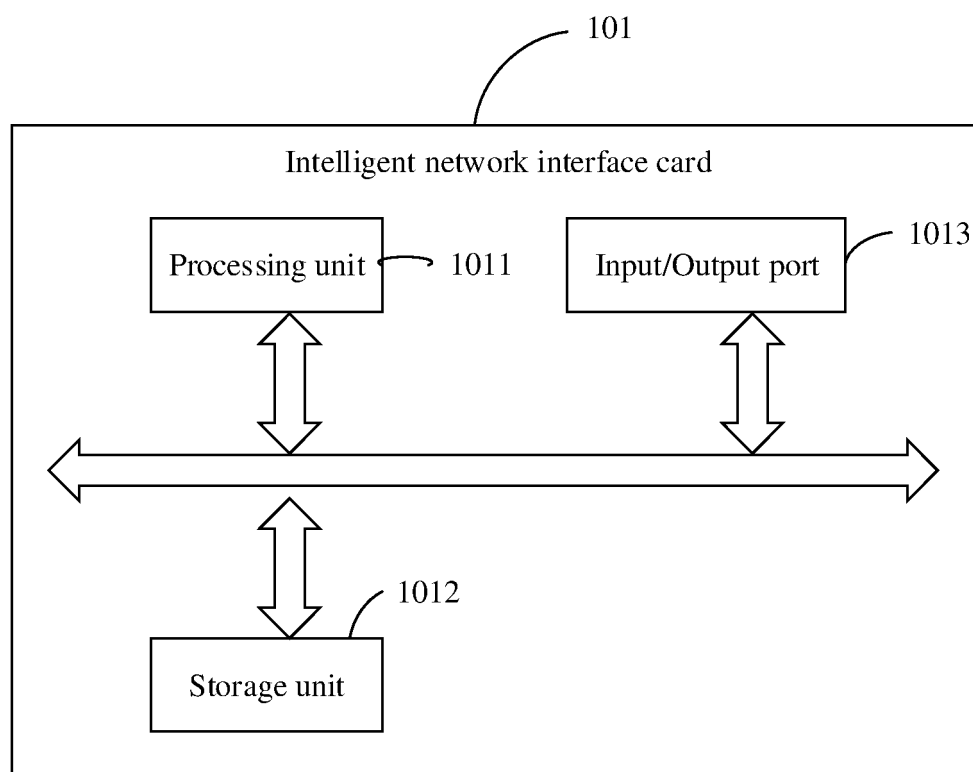 101
Intelligent network interface card
Processing unit
1011
Input/Output port
1013
1012
Storage unit